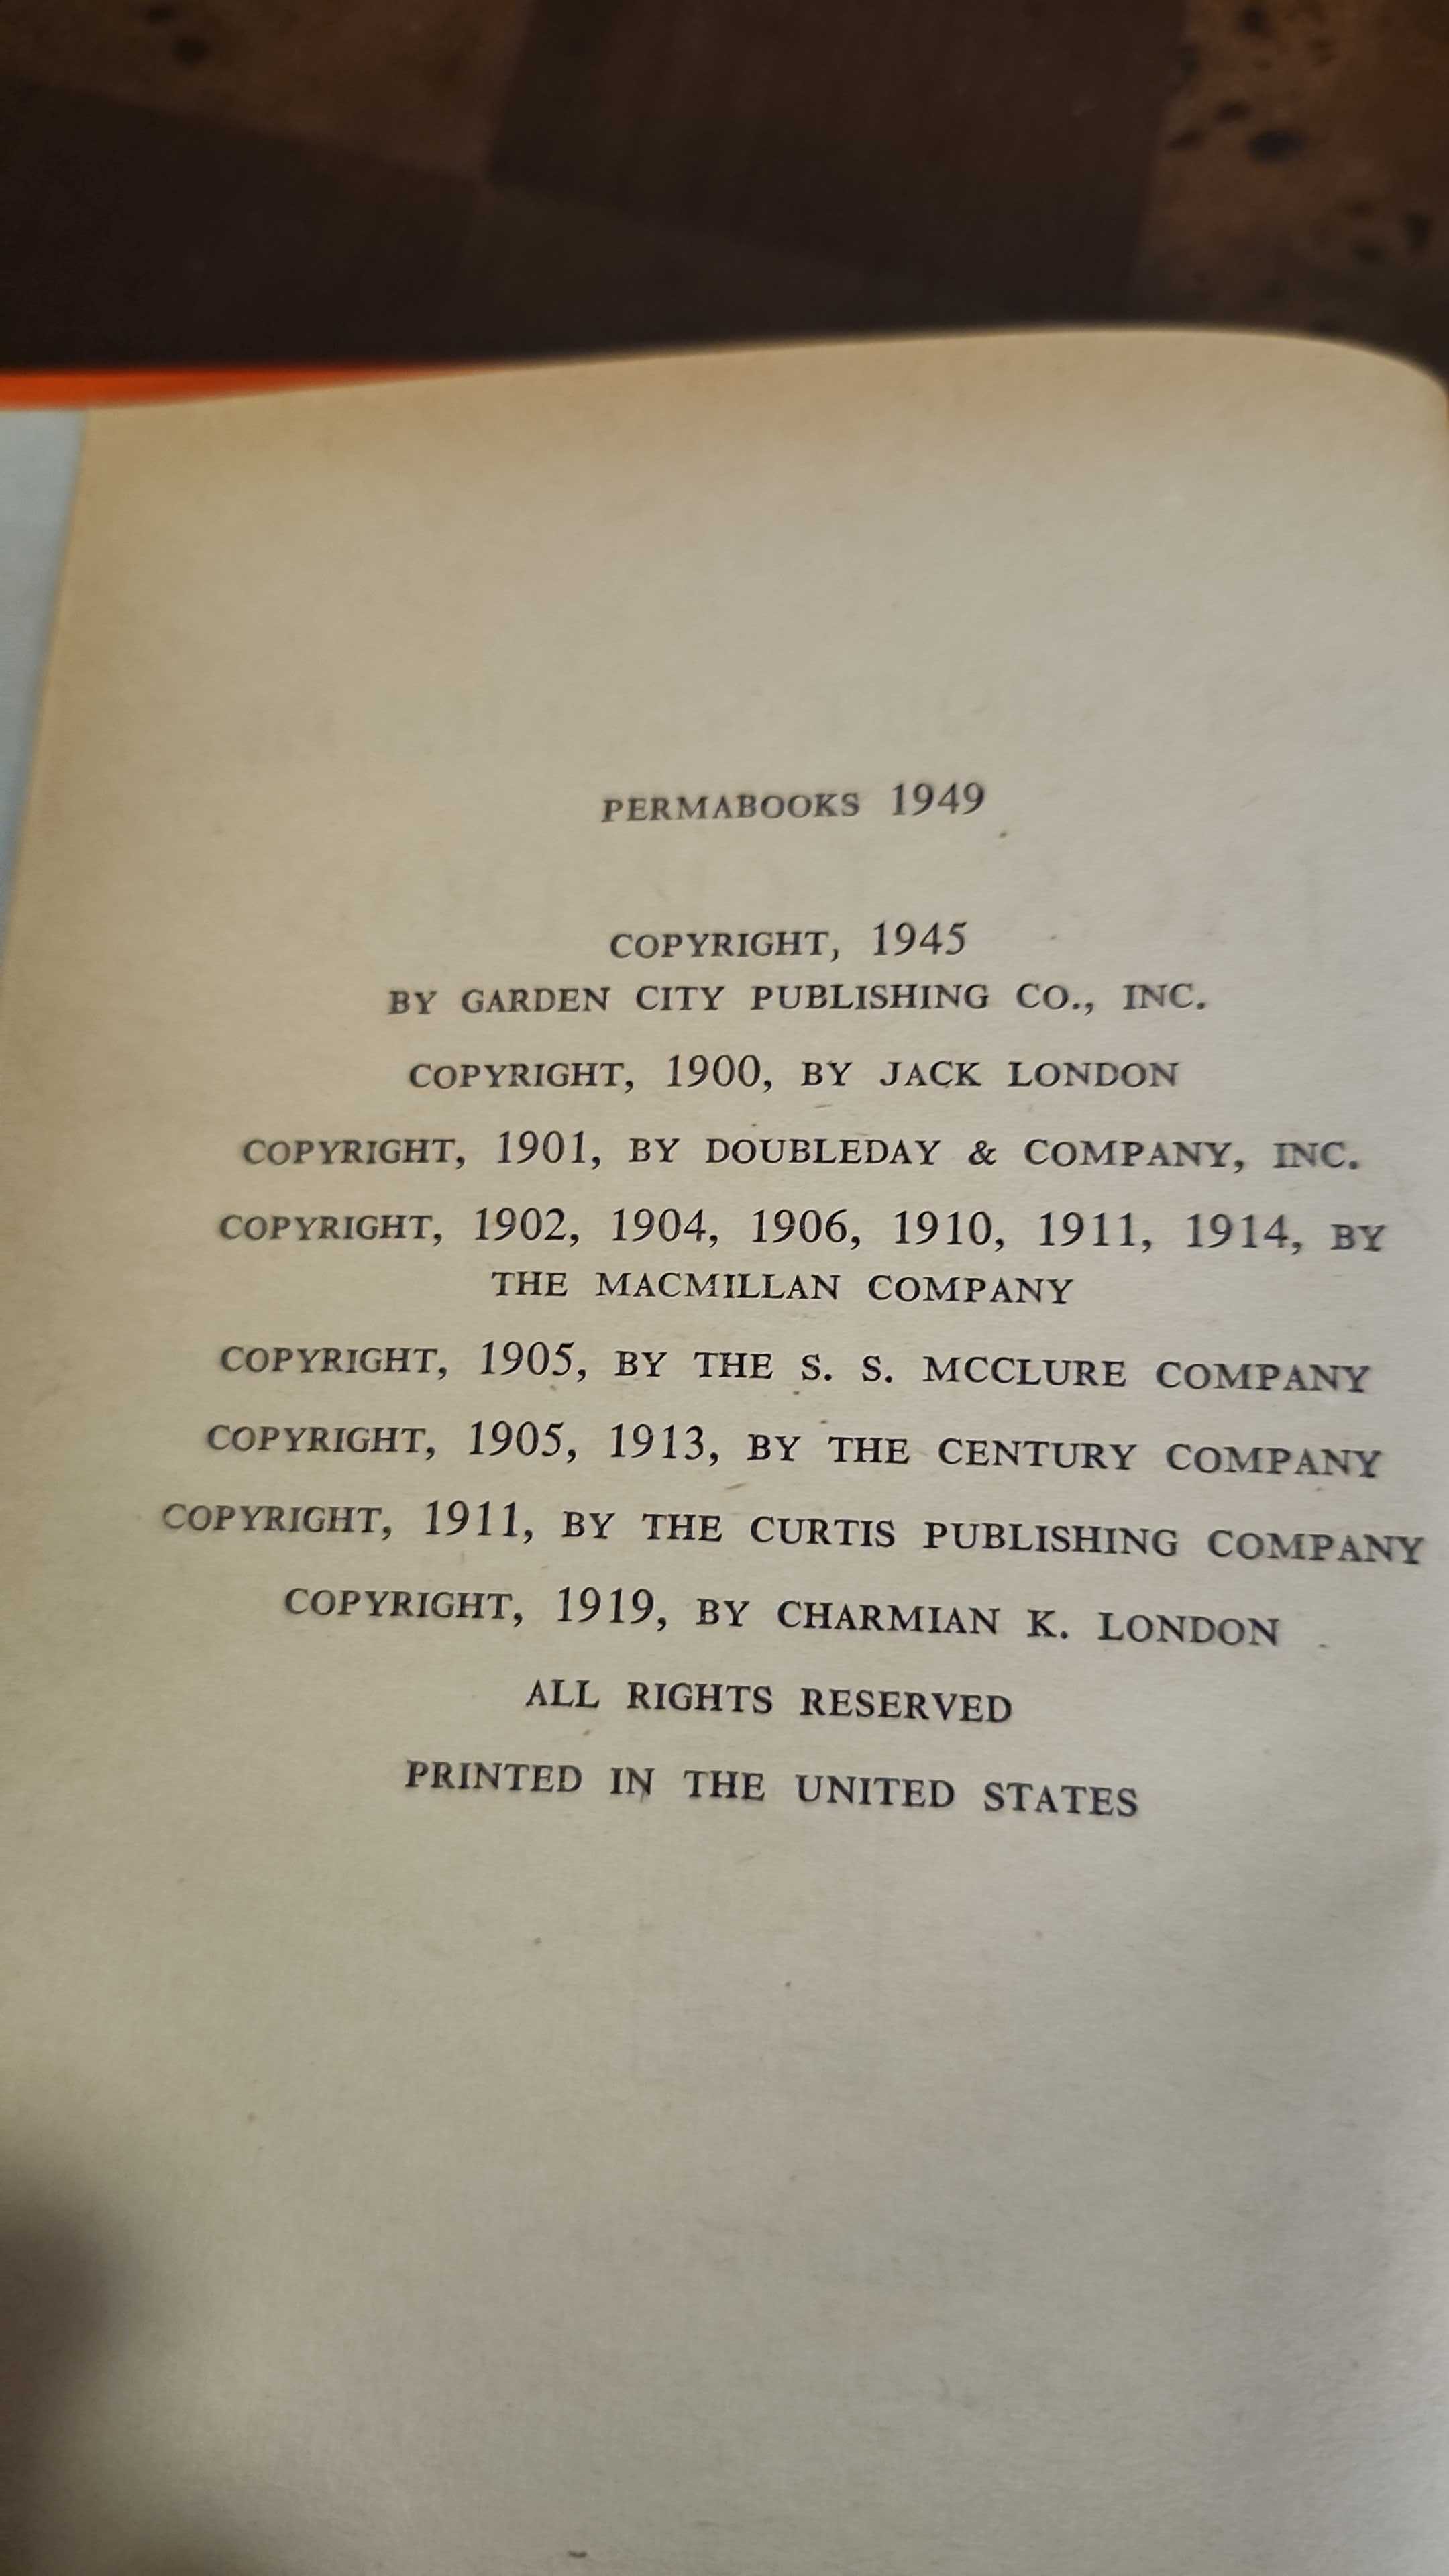 PERMABOOKS 1949
COPYRIGHT, 1945
BY GARDEN CITY PUBLISHING CO., INC.
COPYRIGHT, 1900, BY JACK LONDON
COPYRIGHT, 1901, BY DOUBLEDAY & COMPANY, INC.
COPYRIGHT, 1902, 1904, 1906, 1910, 1911, 1914, BY
THE MACMILLAN COMPANY
COPYRIGHT, 1905, BY THE S. S. MCCLURE COMPANY
COPYRIGHT, 1905, 1913, BY THE CENTURY COMPANY
COPYRIGHT, 1911, BY THE CURTIS PUBLISHING COMPANY
COPYRIGHT, 1919, BY CHARMIAN K. LONDON
ALL RIGHTS RESERVED
PRINTED IN THE UNITED STATES